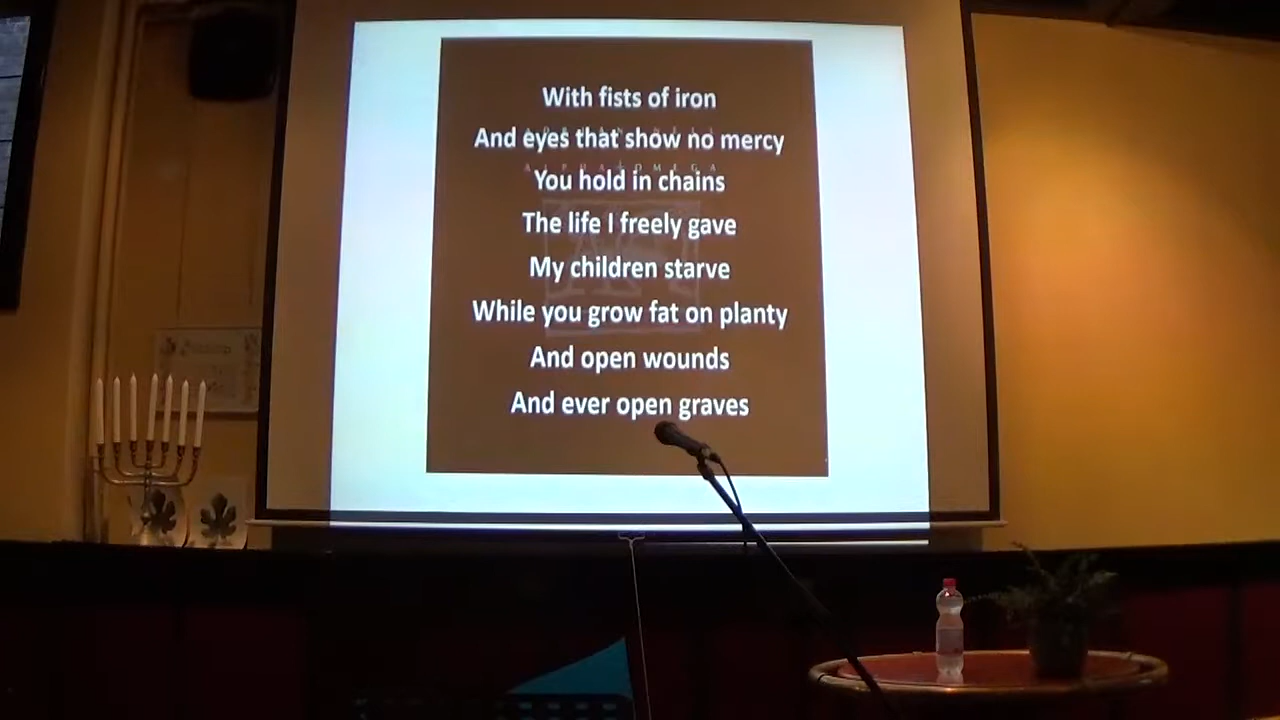 With fists of iron
And eyes that show no mercy
You hold in chains
The life I freely gave
My children starve
While you grow fat on planty
And open wounds
And ever open graves